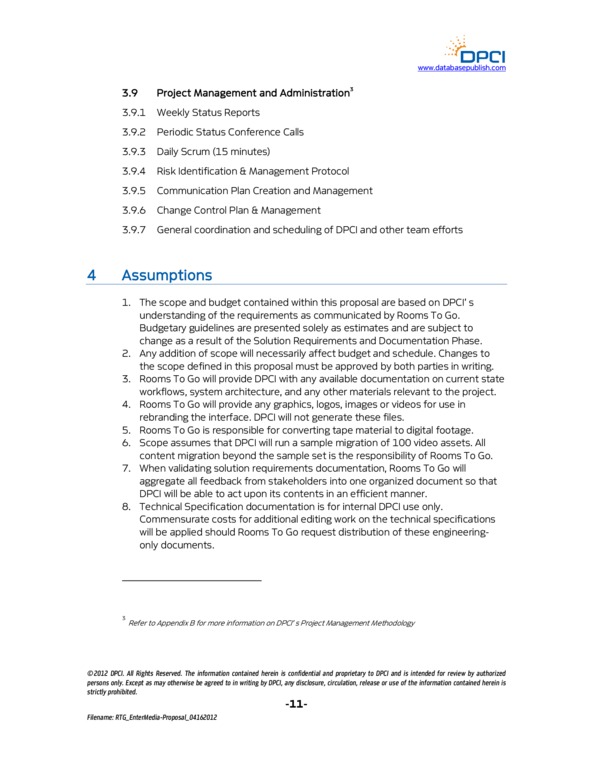 DPCI
www.databasepublish.com
3.9 Project Management and Administration3
3.9.1 Weekly Status Reports
3.9.2 Periodic Status Conference Calls
3.9.3 Daily Scrum (15 minutes)
3.9.4 Risk Identification & Management Protocol
3.9.5 Communication Plan Creation and Management
3.9.6 Change Control Plan & Management
3.9.7 General coordination and scheduling of DPCI and other team efforts
4 Assumptions
1. The scope and budget contained within this proposal are based on DPCI's
understanding of the requirements as communicated by Rooms To Go.
Budgetary guidelines are presented solely as estimates and are subject to
change as a result of the Solution Requirements and Documentation Phase.
2. Any addition of scope will necessarily affect budget and schedule. Changes to
the scope defined in this proposal must be approved by both parties in writing.
3. Rooms To Go will provide DPCI with any available documentation on current state
workflows, system architecture, and any other materials relevant to the project.
4. Rooms To Go will provide any graphics, logos, images or videos for use in
rebranding the interface. DPCI will not generate these files.
5. Rooms To Go is responsible for converting tape material to digital footage.
6. Scope assumes that DPCI will run a sample migration of 100 video assets. All
content migration beyond the sample set is the responsibility of Rooms To Go.
7. When validating solution requirements documentation, Rooms To Go will
aggregate all feedback from stakeholders into one organized document so that
DPCI will be able to act upon its contents in an efficient manner.
8. Technical Specification documentation is for internal DPCI use only.
Commensurate costs for additional editing work on the technical specifications
will be applied should Rooms To Go request distribution of these engineering-
only documents.
3 Refer to Appendix B for more information on DPCI's Project Management Methodology
©2012 DPCI. All Rights Reserved. The information contained herein is confidential and proprietary to DPCI and is intended for review by authorized
persons only. Except as may otherwise be agreed to in writing by DPCI, any disclosure, circulation, release or use of the information contained herein is
strictly prohibited.
-11-
Filename: RTG_EnterMedia-Proposal_04162012